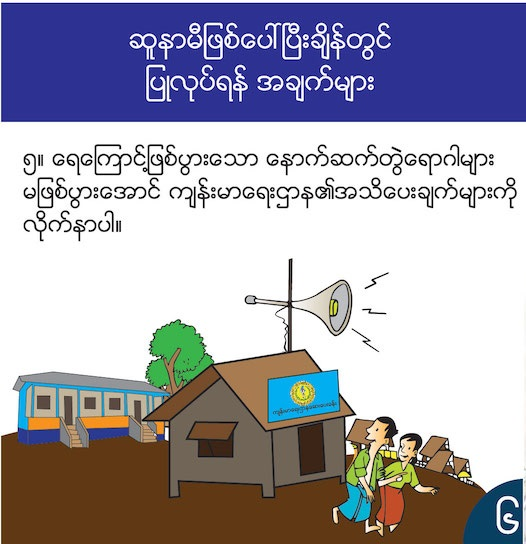 ဆူနာမီဖြစ်ပေါ်ပြီးချိန်တွင်
ပြုလုပ်ရန် အချက်များ
၅။ ရေကြောင့်ဖြစ်ပွားသော နောက်ဆက်တွဲရောဂါများ
မဖြစ်ပွားအောင် ကျန်းမာရေးဌာန၏အသိပေးချက်များကို
လိုက်နာပါ။
၆